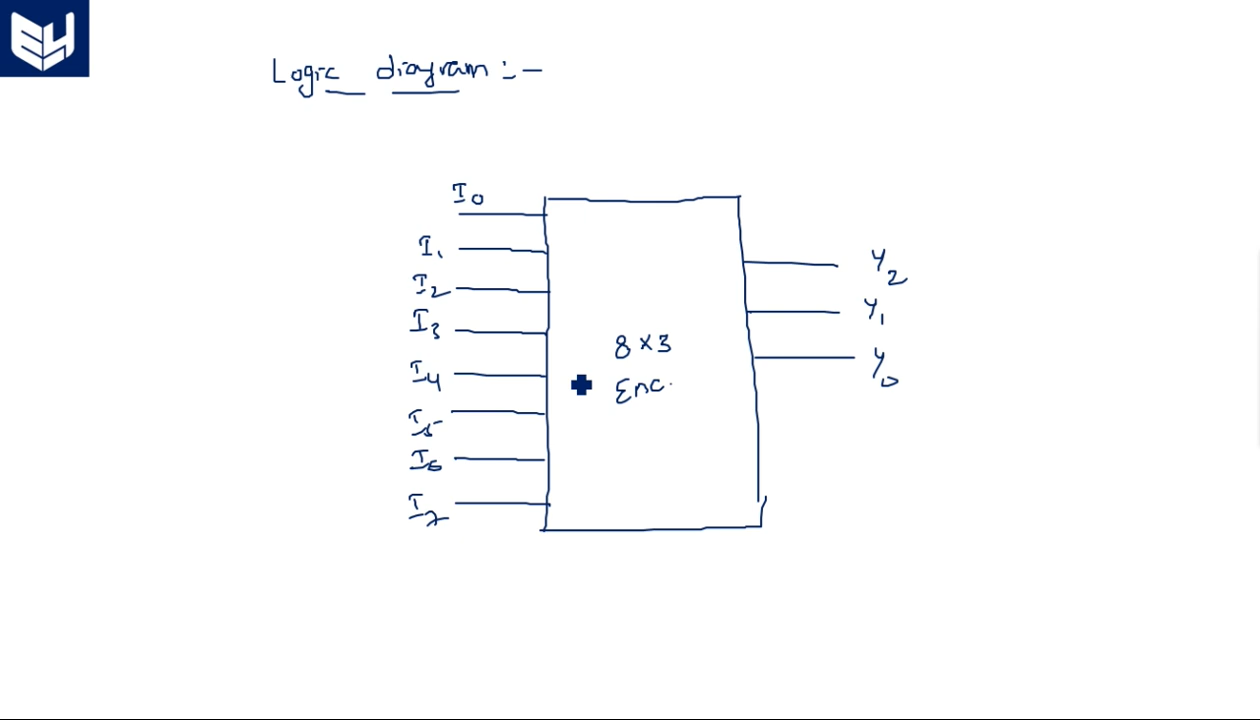 Logic diagram :-
I0
I1
I2
I3
I4
I5
I6
I7
8×3
Enc.
Y2
Y1
Y0